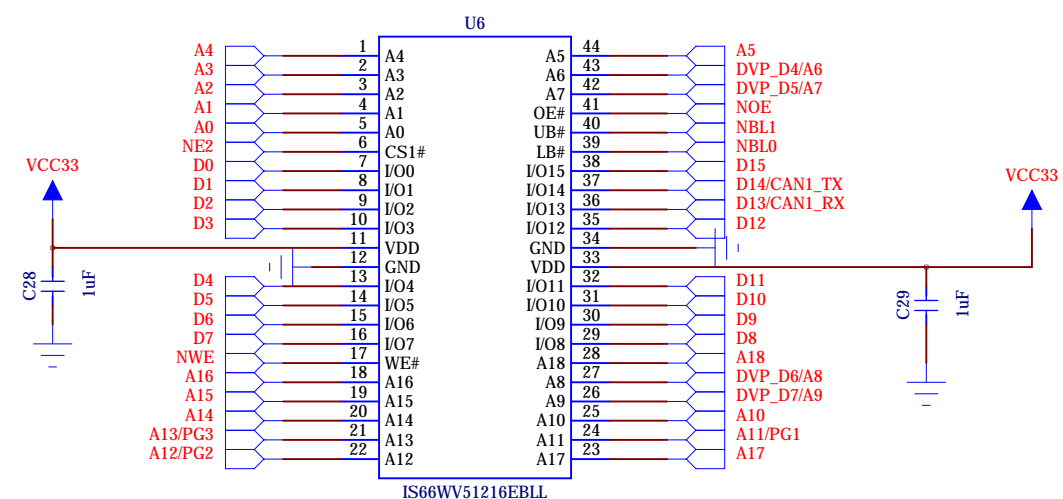 U6
A4 1 A4 A5 44 A5
A3 2 A3 A6 43 DVP_D4/A6
A2 3 A2 A7 42 DVP_D5/A7
A1 4 A1 OE# 41 NOE
A0 5 A0 UB# 40 NBL1
NE2 6 CS1# LB# 39 NBL0
D0 7 I/O0 I/O15 38 D15
D1 8 I/O1 I/O14 37 D14/CAN1_TX
D2 9 I/O2 I/O13 36 D13/CAN1_RX
D3 10 I/O3 I/O12 35 D12
VCC33
VCC33
11 VDD GND 34
12 GND VDD 33
D4 13 I/O4 I/O11 32 D11
D5 14 I/O5 I/O10 31 D10
D6 15 I/O6 I/O9 30 D9
D7 16 I/O7 I/O8 29 D8
NWE 17 WE# A18 28 A18
A16 18 A16 A8 27 DVP_D6/A8
A15 19 A15 A9 26 DVP_D7/A9
A14 20 A14 A10 25 A10
A13/PG3 21 A13 A11 24 A11/PG1
A12/PG2 22 A12 A17 23 A17
C28 1uF
C29 1uF
IS66WV51216EBLL